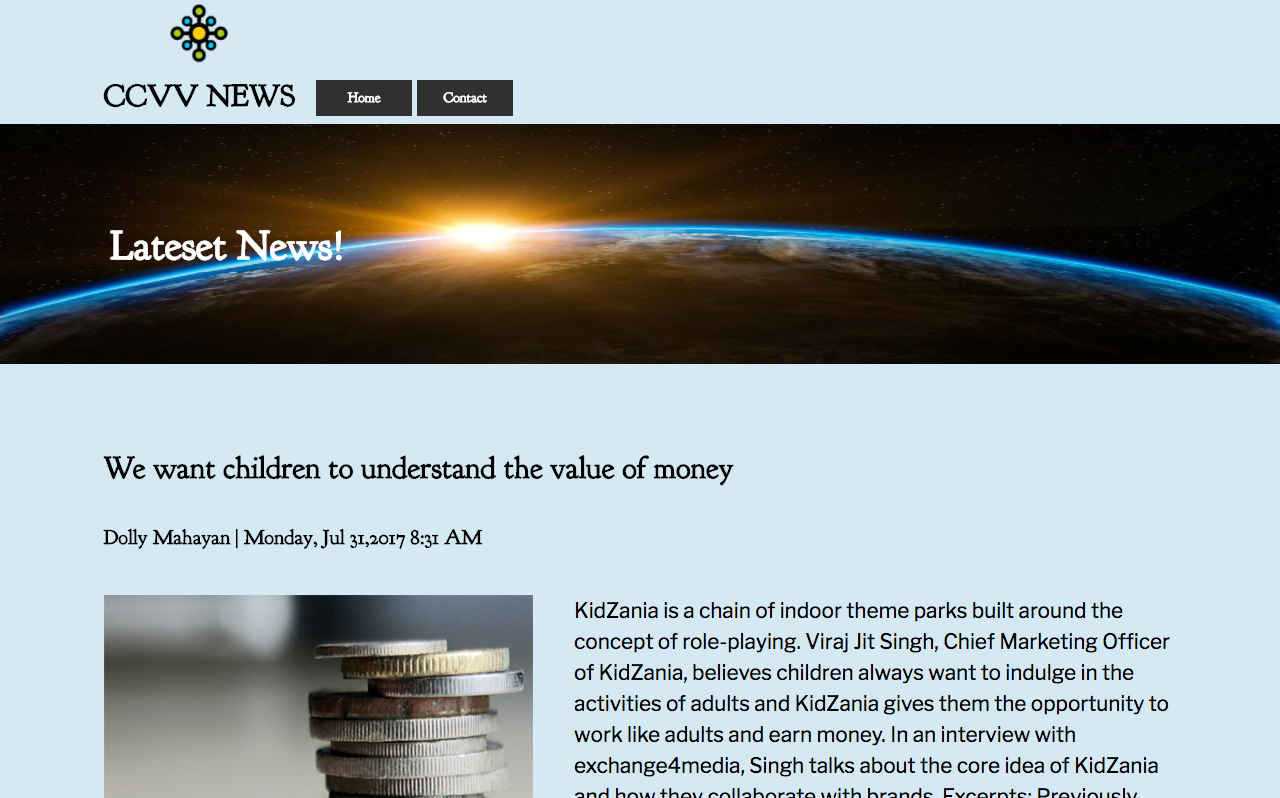 CCVV NEWS
Home
Contact
Lateset News!
We want children to understand the value of money
Dolly Mahayan | Monday, Jul 31,2017 8:31 AM
KidZania is a chain of indoor theme parks built around the
concept of role-playing. Viraj Jit Singh, Chief Marketing Officer
of KidZania, believes children always want to indulge in the
activities of adults and KidZania gives them the opportunity to
work like adults and earn money. In an interview with
exchange4media, Singh talks about the core idea of KidZania
and how they collaborate with brands. Excerpts: Previously